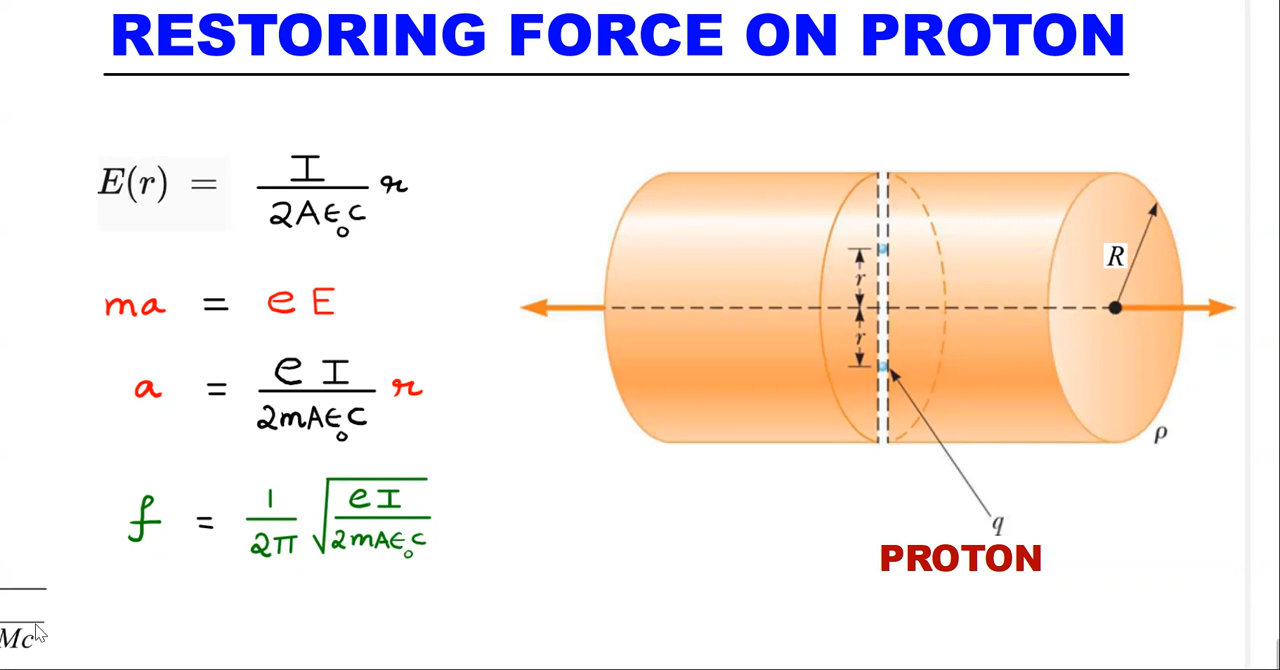 RESTORING FORCE ON PROTON
E(r) = I / 2Aϵ₀c r
ma = eE
a = eI / 2mAϵ₀c r
f = 1 / 2π √(eI / 2mAϵ₀c)
R
r
r
ρ
q
PROTON
Mc